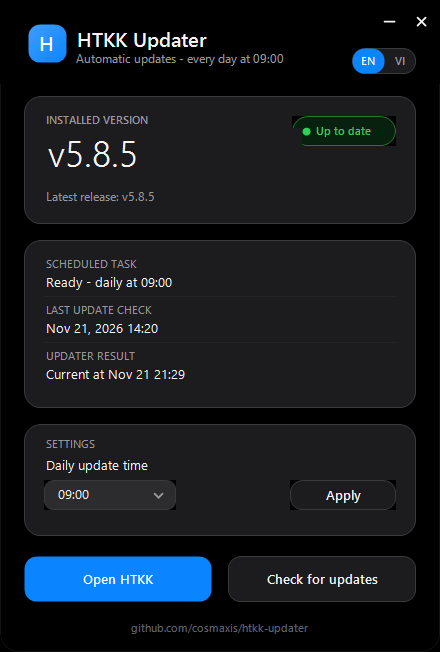 H
HTKK Updater
Automatic updates - every day at 09:00
EN VI
INSTALLED VERSION
Up to date
v5.8.5
Latest release: v5.8.5
SCHEDULED TASK
Ready - daily at 09:00
LAST UPDATE CHECK
Nov 21, 2026 14:20
UPDATER RESULT
Current at Nov 21 21:29
SETTINGS
Daily update time
09:00
Apply
Open HTKK
Check for updates
github.com/cosmaxis/htkk-updater